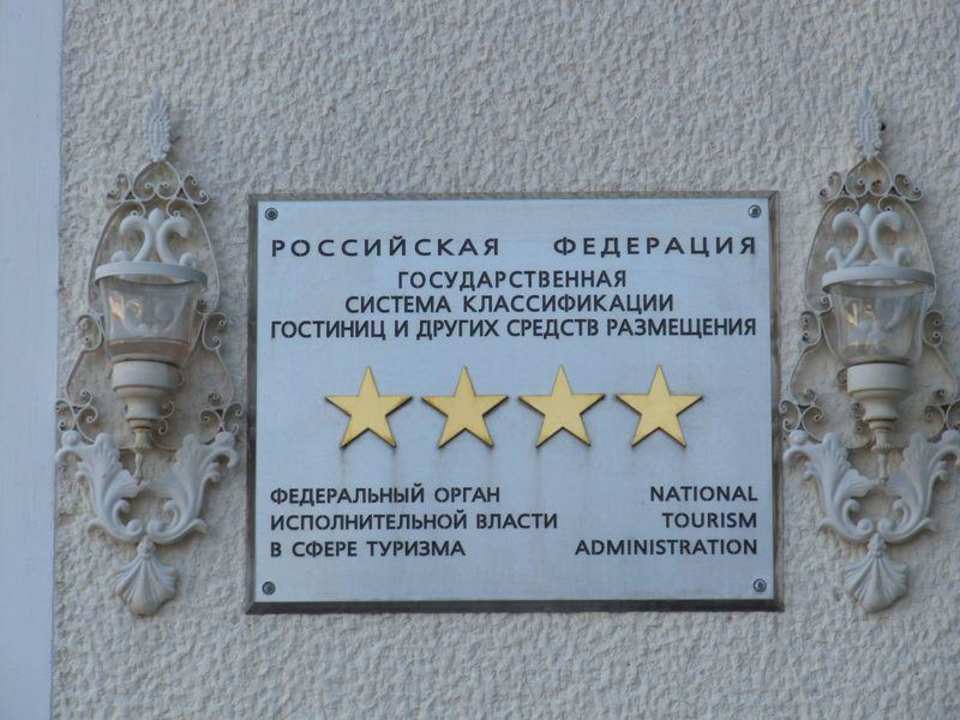 РОССИЙСКАЯ ФЕДЕРАЦИЯ
ГОСУДАРСТВЕННАЯ
СИСТЕМА КЛАССИФИКАЦИИ
ГОСТИНИЦ И ДРУГИХ СРЕДСТВ РАЗМЕЩЕНИЯ
ФЕДЕРАЛЬНЫЙ ОРГАН
ИСПОЛНИТЕЛЬНОЙ ВЛАСТИ
В СФЕРЕ ТУРИЗМА
NATIONAL
TOURISM
ADMINISTRATION